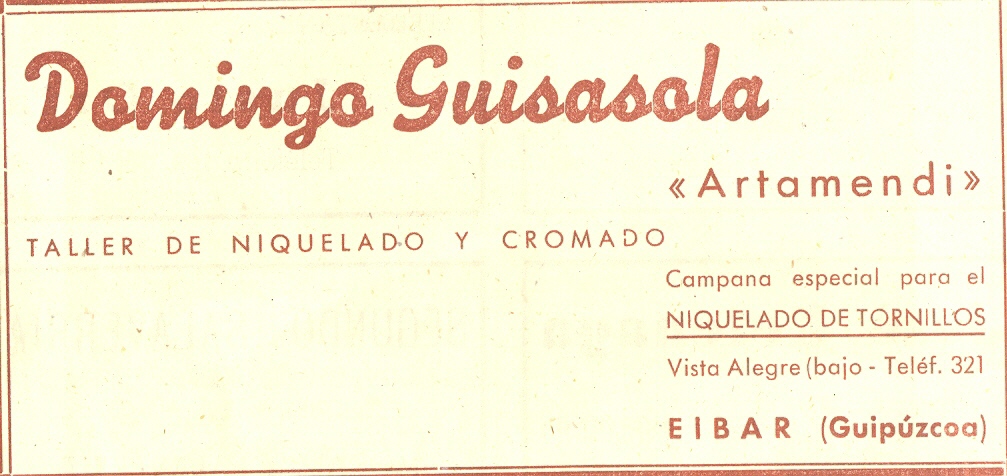 Domingo Guisasola
«Artamendi»
TALLER DE NIQUELADO Y CROMADO
Campana especial para el
NIQUELADO DE TORNILLOS
Vista Alegre (bajo - Teléf. 321
EIBAR (Guipúzcoa)